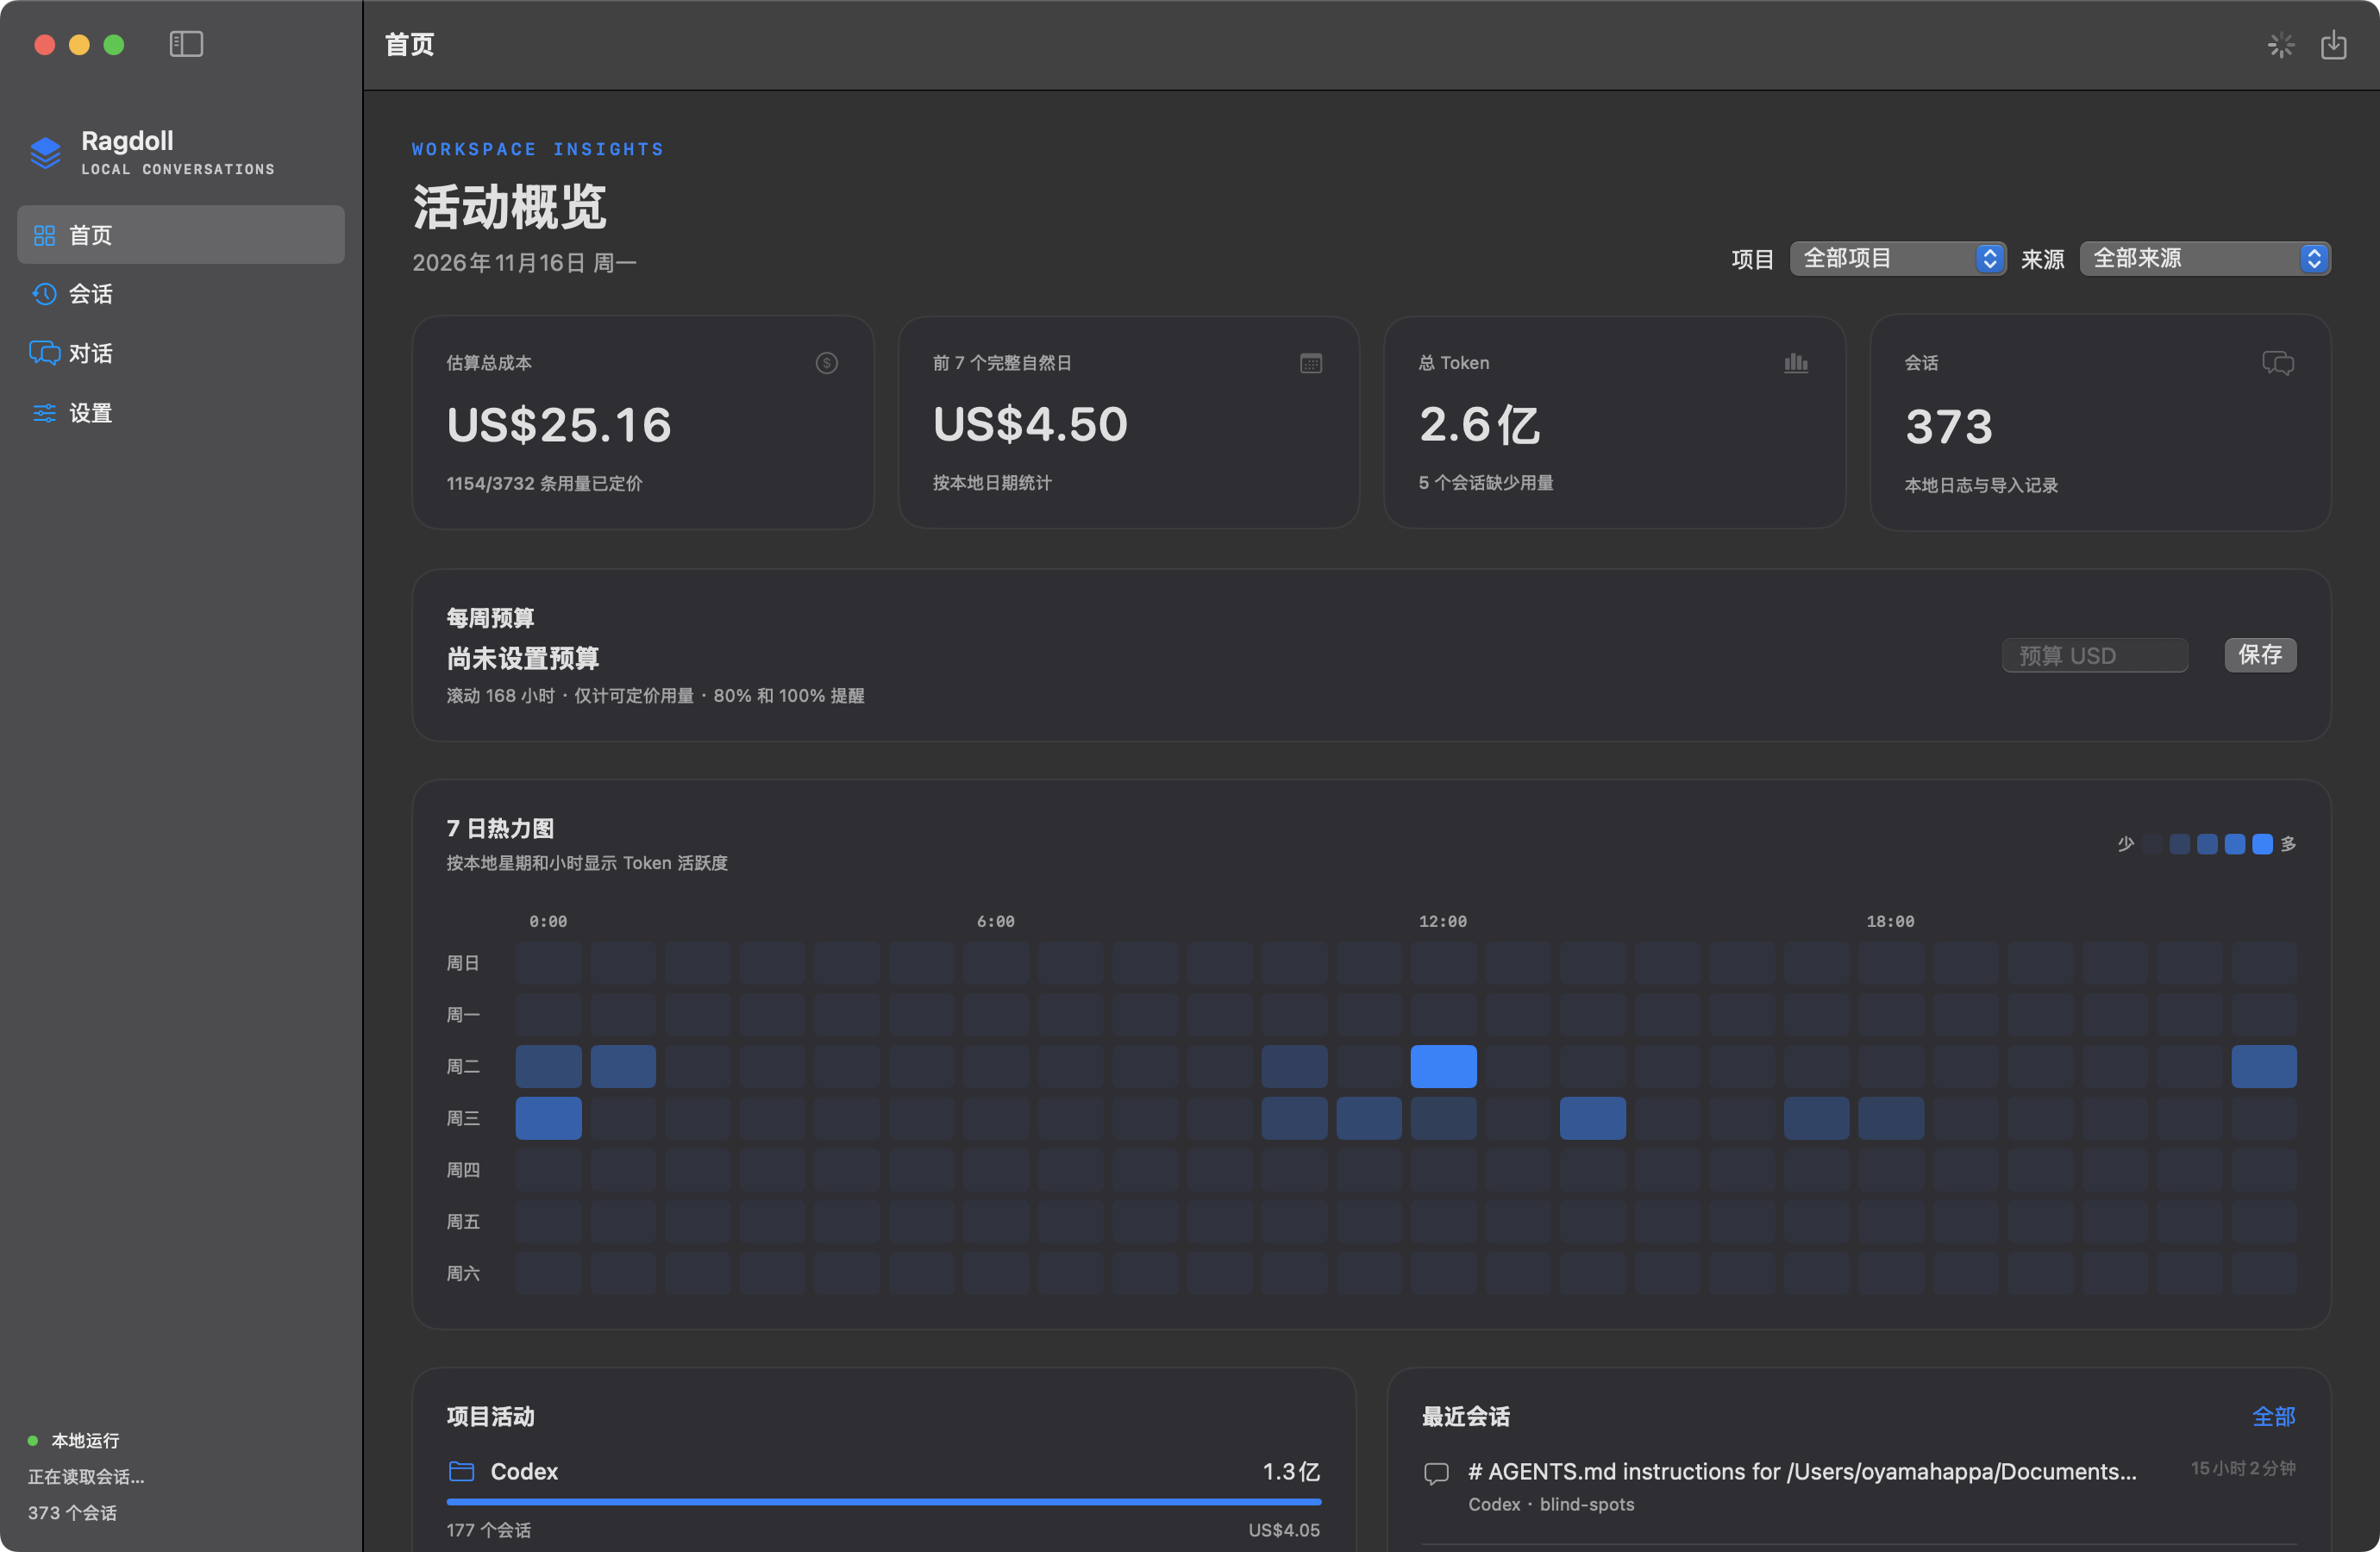 首页
Ragdoll
LOCAL CONVERSATIONS
首页
会话
对话
设置
本地运行
正在读取会话...
373 个会话
WORKSPACE INSIGHTS
活动概览
2026年11月16日 周一
项目 全部项目 来源 全部来源
估算总成本
US$25.16
1154/3732 条用量已定价
前 7 个完整自然日
US$4.50
按本地日期统计
总 Token
2.6亿
5 个会话缺少用量
会话
373
本地日志与导入记录
每周预算
尚未设置预算
滚动 168 小时 · 仅计可定价用量 · 80% 和 100% 提醒
预算 USD
保存
7 日热力图
按本地星期和小时显示 Token 活跃度
少 多
0:00 6:00 12:00 18:00
周日
周一
周二
周三
周四
周五
周六
项目活动
Codex 1.3亿
177 个会话 US$4.05
最近会话 全部
# AGENTS.md instructions for /Users/oyamahappa/Documents... 15小时2分钟
Codex · blind-spots